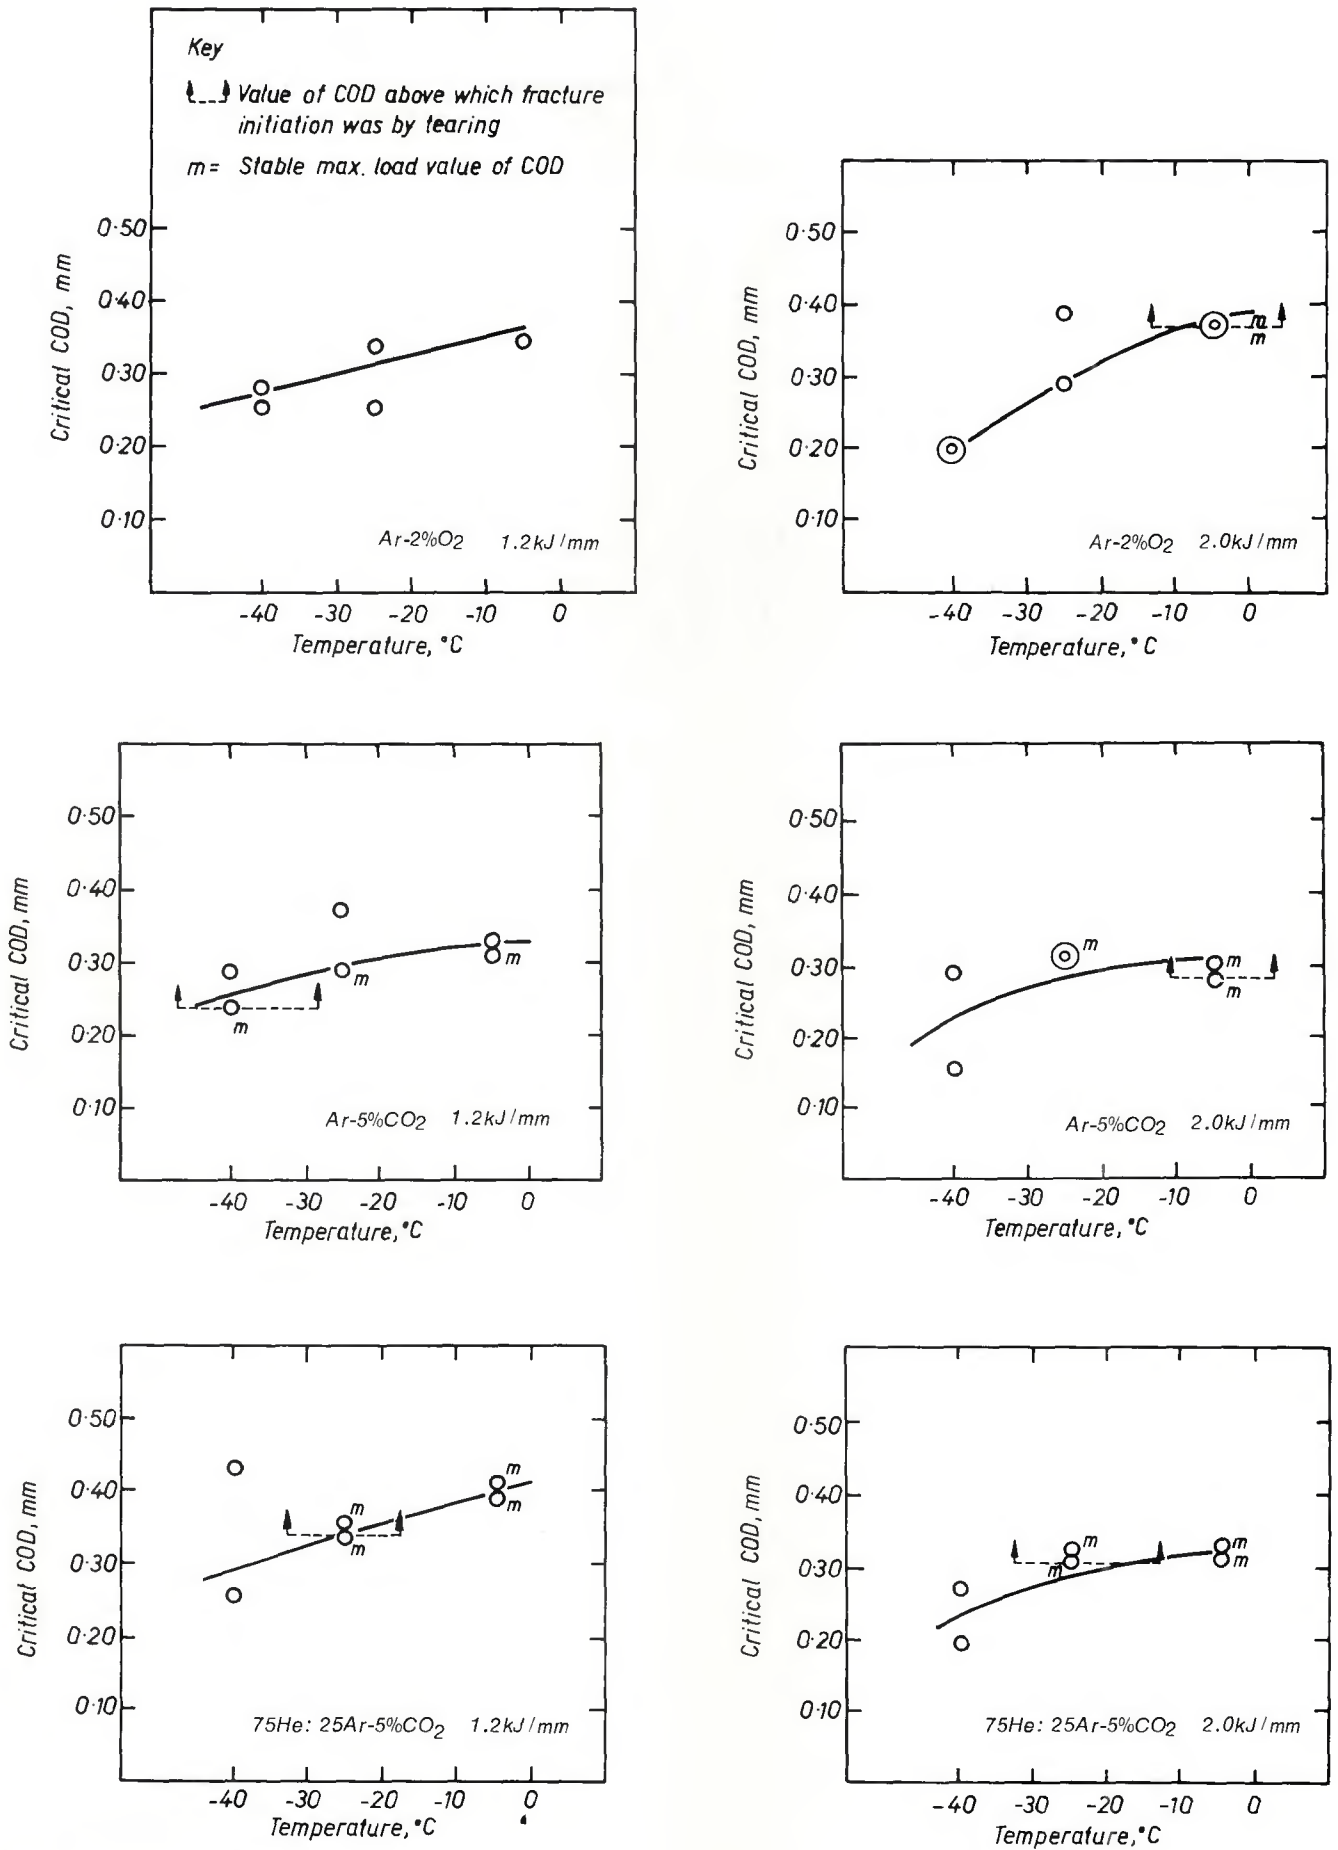 Key
Value of COD above which fracture
initiation was by tearing
m = Stable max. load value of COD
0·50
0·40
0·30
0·20
0·10
Critical COD, mm
Ar-2%O2 1.2kJ/mm
-40 -30 -20 -10 0
Temperature, °C
0·50
0·40
0·30
0·20
0·10
Critical COD, mm
m
m
Ar-2%O2 2.0kJ/mm
-40 -30 -20 -10 0
Temperature, °C
0·50
0·40
0·30
0·20
0·10
Critical COD, mm
m
m
m
Ar-5%CO2 1.2kJ/mm
-40 -30 -20 -10 0
Temperature, °C
0·50
0·40
0·30
0·20
0·10
Critical COD, mm
m
m
m
Ar-5%CO2 2.0kJ/mm
-40 -30 -20 -10 0
Temperature, °C
0·50
0·40
0·30
0·20
0·10
Critical COD, mm
m
m
m
m
75He: 25Ar-5%CO2 1.2kJ/mm
-40 -30 -20 -10 0
Temperature, °C
0·50
0·40
0·30
0·20
0·10
Critical COD, mm
m
m
m
m
75He: 25Ar-5%CO2 2.0kJ/mm
-40 -30 -20 -10 0
Temperature, °C